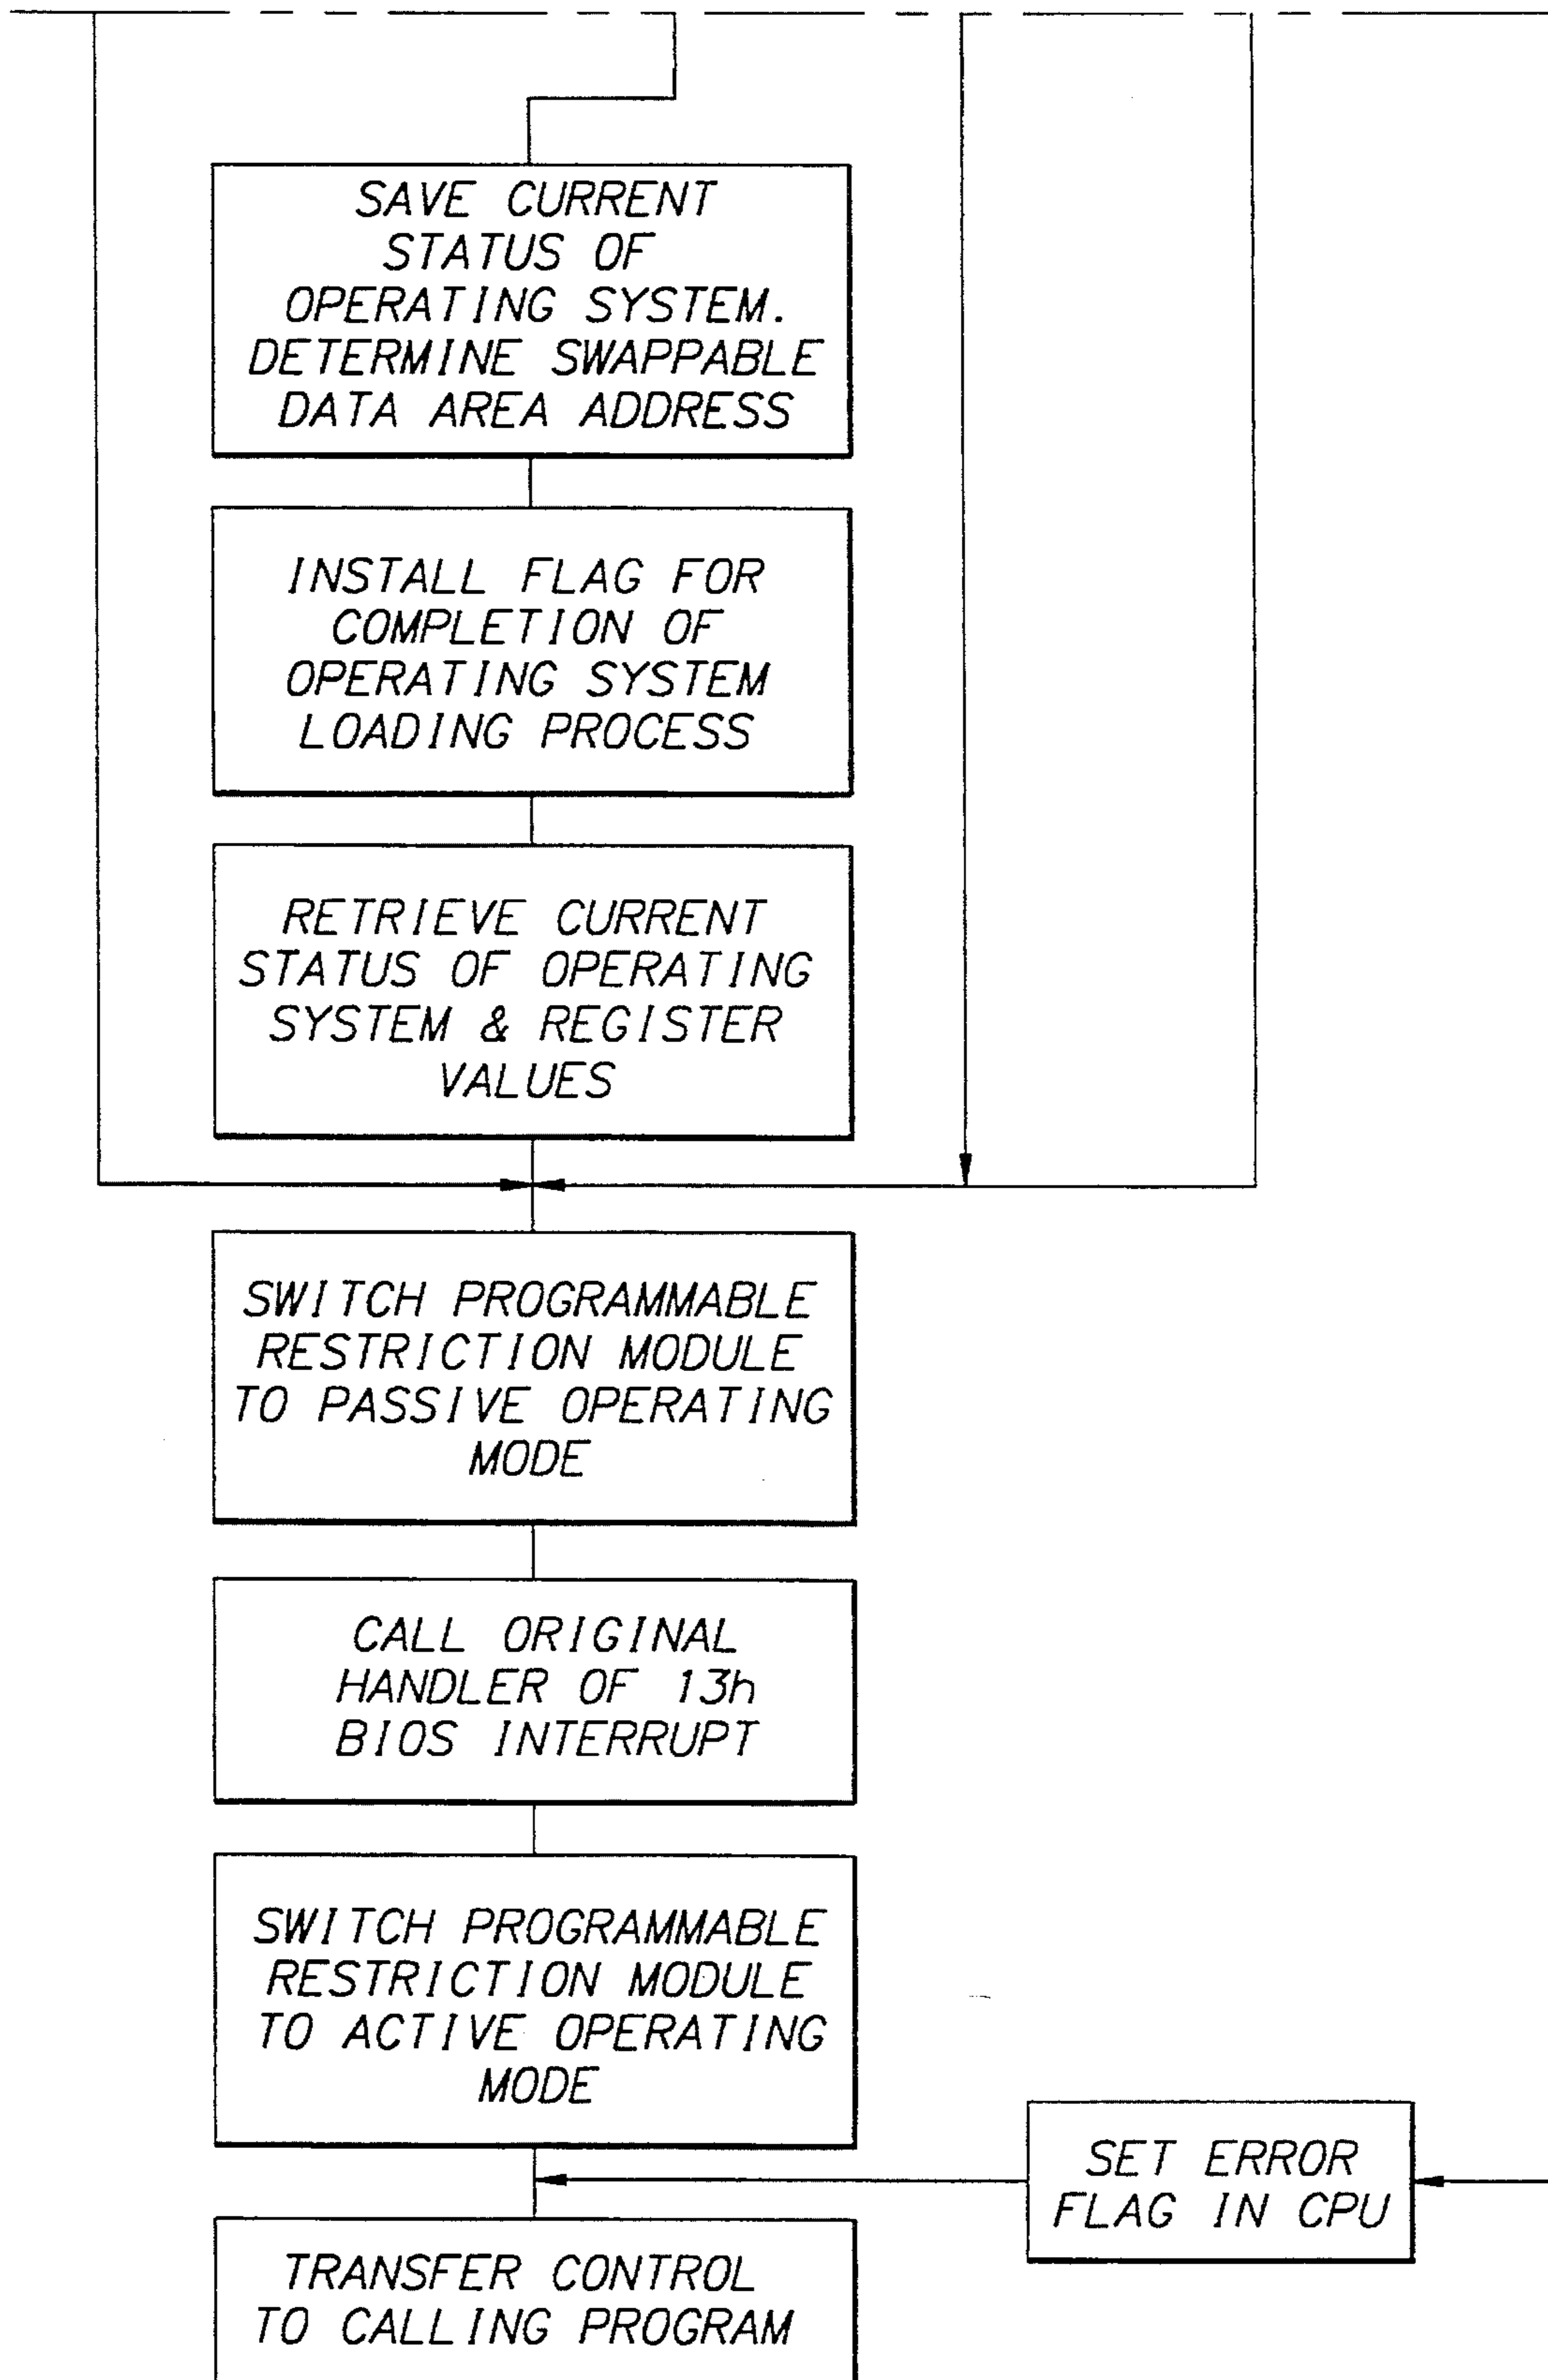 SAVE CURRENT
STATUS OF
OPERATING SYSTEM.
DETERMINE SWAPPABLE
DATA AREA ADDRESS
INSTALL FLAG FOR
COMPLETION OF
OPERATING SYSTEM
LOADING PROCESS
RETRIEVE CURRENT
STATUS OF OPERATING
SYSTEM & REGISTER
VALUES
SWITCH PROGRAMMABLE
RESTRICTION MODULE
TO PASSIVE OPERATING
MODE
CALL ORIGINAL
HANDLER OF 13h
BIOS INTERRUPT
SWITCH PROGRAMMABLE
RESTRICTION MODULE
TO ACTIVE OPERATING
MODE
SET ERROR
FLAG IN CPU
TRANSFER CONTROL
TO CALLING PROGRAM